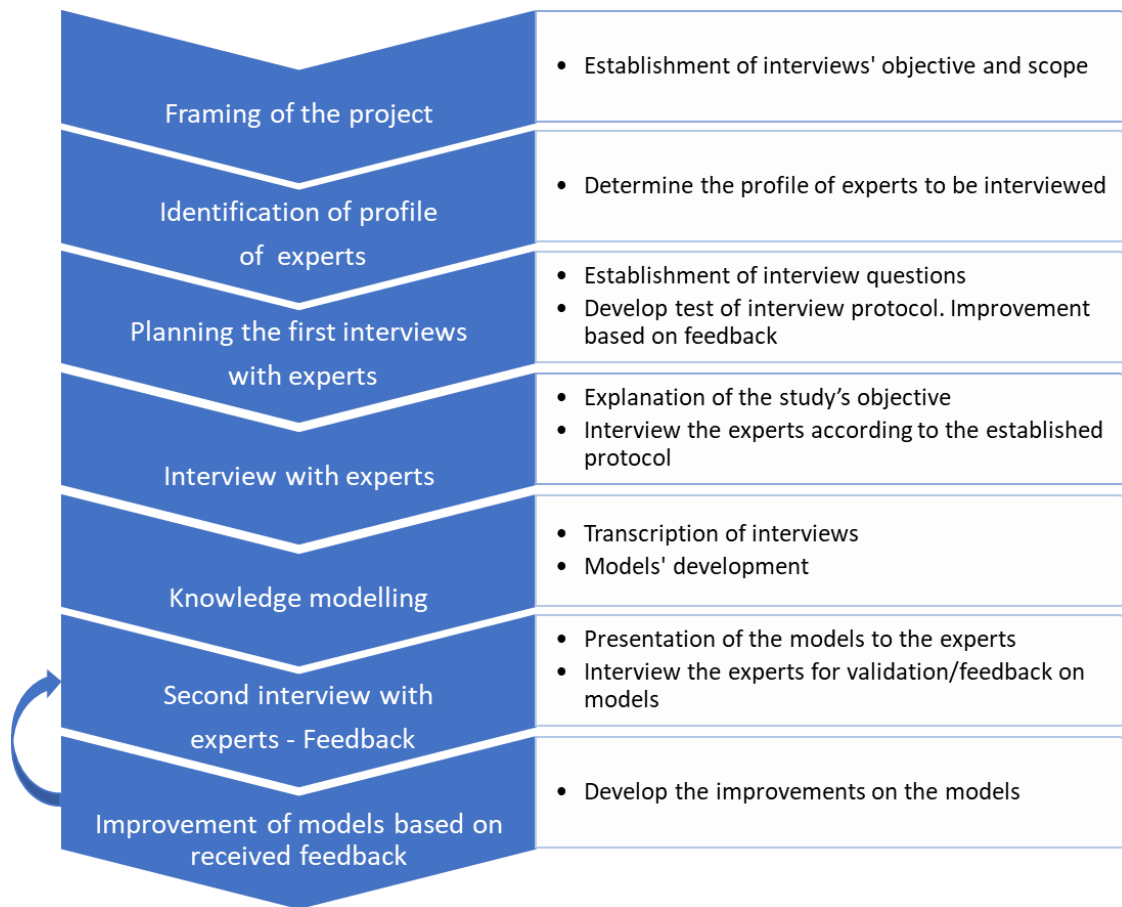 Framing of the project
• Establishment of interviews' objective and scope
Identification of profile
of experts
• Determine the profile of experts to be interviewed
Planning the first interviews
with experts
• Establishment of interview questions
• Develop test of interview protocol. Improvement
based on feedback
Interview with experts
• Explanation of the study’s objective
• Interview the experts according to the established
protocol
Knowledge modelling
• Transcription of interviews
• Models' development
Second interview with
experts - Feedback
• Presentation of the models to the experts
• Interview the experts for validation/feedback on
models
Improvement of models based on
received feedback
• Develop the improvements on the models